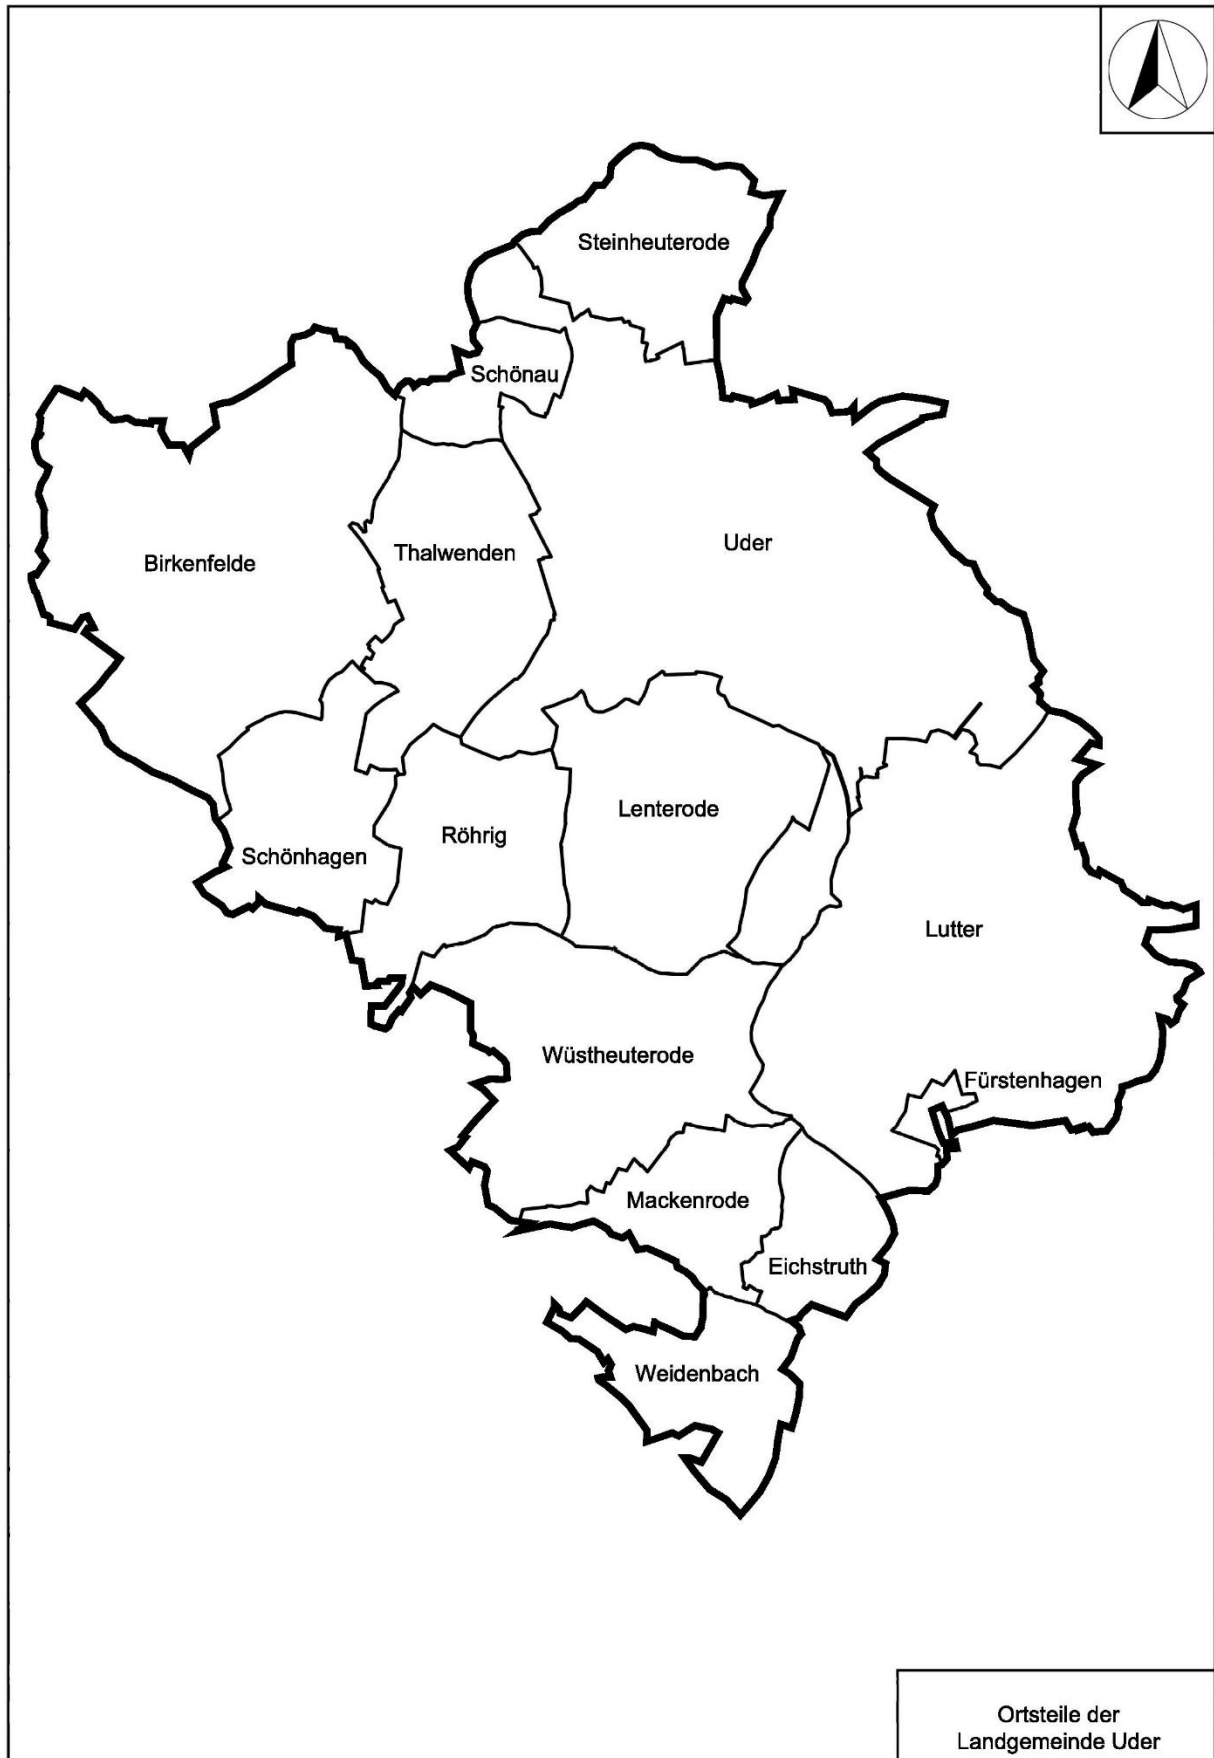 Steinheuterode
Schönau
Uder
Thalwenden
Birkenfelde
Lenterode
Röhrig
Schönhagen
Lutter
Wüstheuterode
Fürstenhagen
Mackenrode
Eichstruth
Weidenbach
Ortsteile der
Landgemeinde Uder